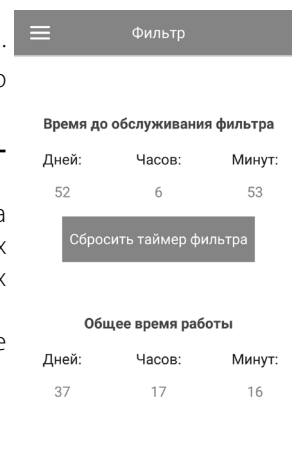 Фильтр
Время до обслуживания фильтра
Дней: Часов: Минут:
52 6 53
Сбросить таймер фильтра
Общее время работы
Дней: Часов: Минут:
37 17 16